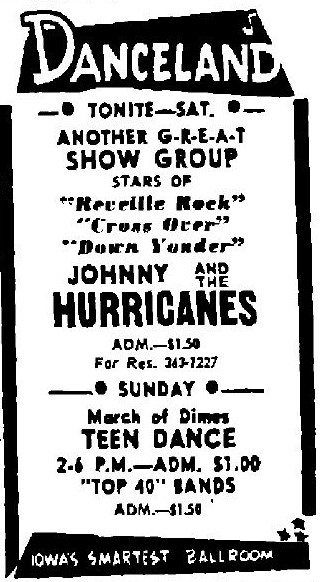 DANCELAND
TONITE—SAT.
ANOTHER G-R-E-A-T
SHOW GROUP
STARS OF
"Reveille Rock"
"Cross Over"
"Down Yonder"
JOHNNY AND THE
HURRICANES
ADM.—$1.50
For Res. 363-7227
SUNDAY
March of Dimes
TEEN DANCE
2-6 P.M.—ADM. $1.00
"TOP 40" BANDS
ADM.—$1.50
IOWA'S SMARTEST BALLROOM